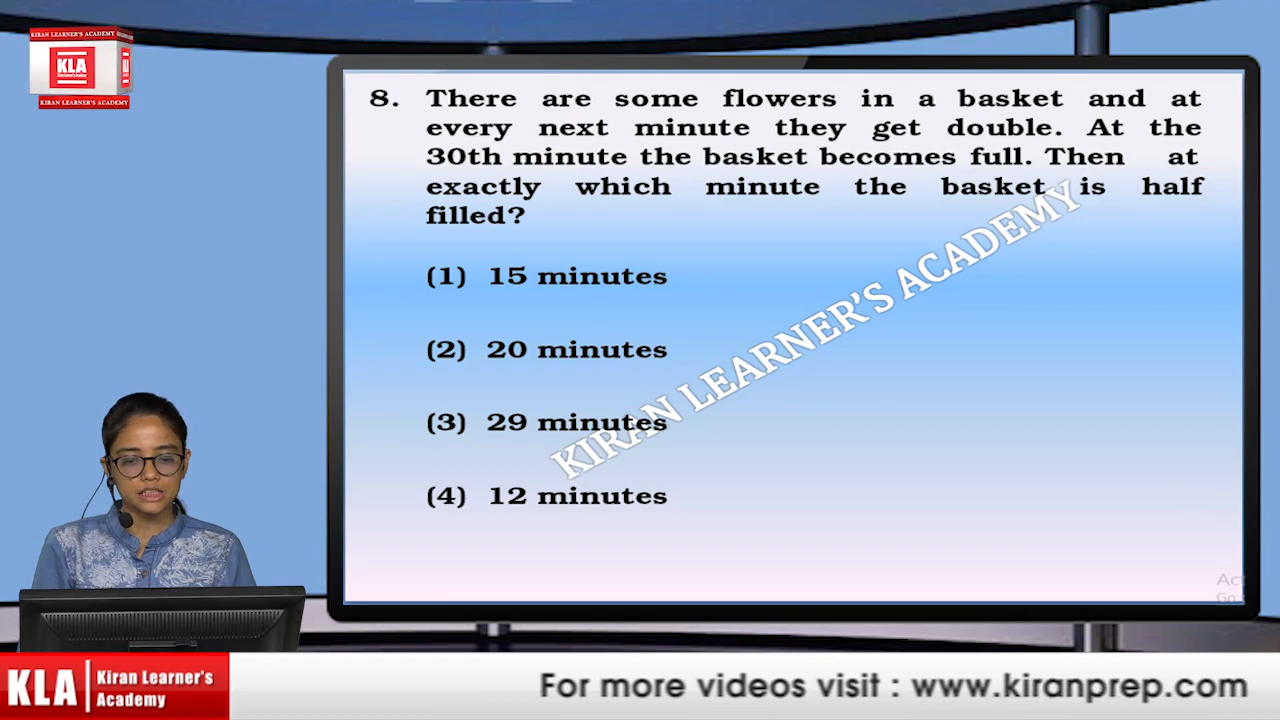 KIRAN LEARNER'S ACADEMY
KLA
Kiran Learner's Academy
KIRAN LEARNER'S ACADEMY
8. There are some flowers in a basket and at
every next minute they get double. At the
30th minute the basket becomes full. Then at
exactly which minute the basket is half
filled?
(1) 15 minutes
(2) 20 minutes
(3) 29 minutes
(4) 12 minutes
KIRAN LEARNER'S ACADEMY
KLA
Kiran Learner's
Academy
For more videos visit : www.kiranprep.com